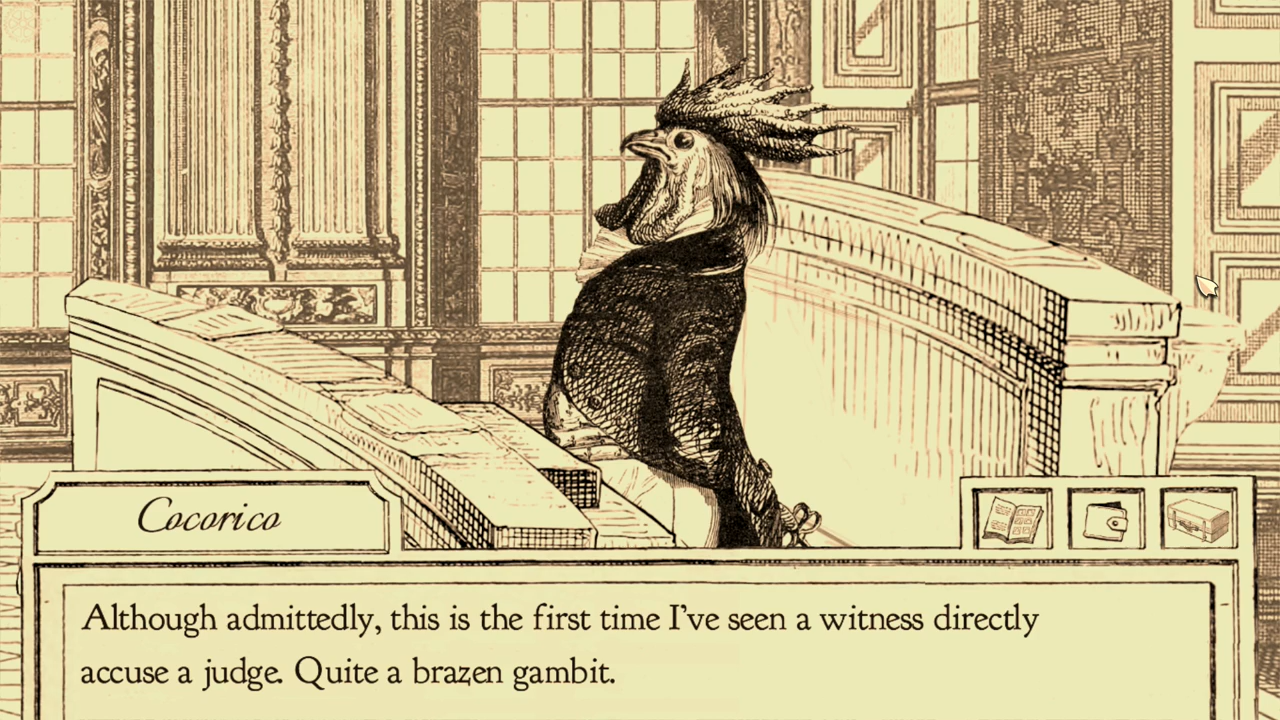 Cocorico
Although admittedly, this is the first time I've seen a witness directly
accuse a judge. Quite a brazen gambit.